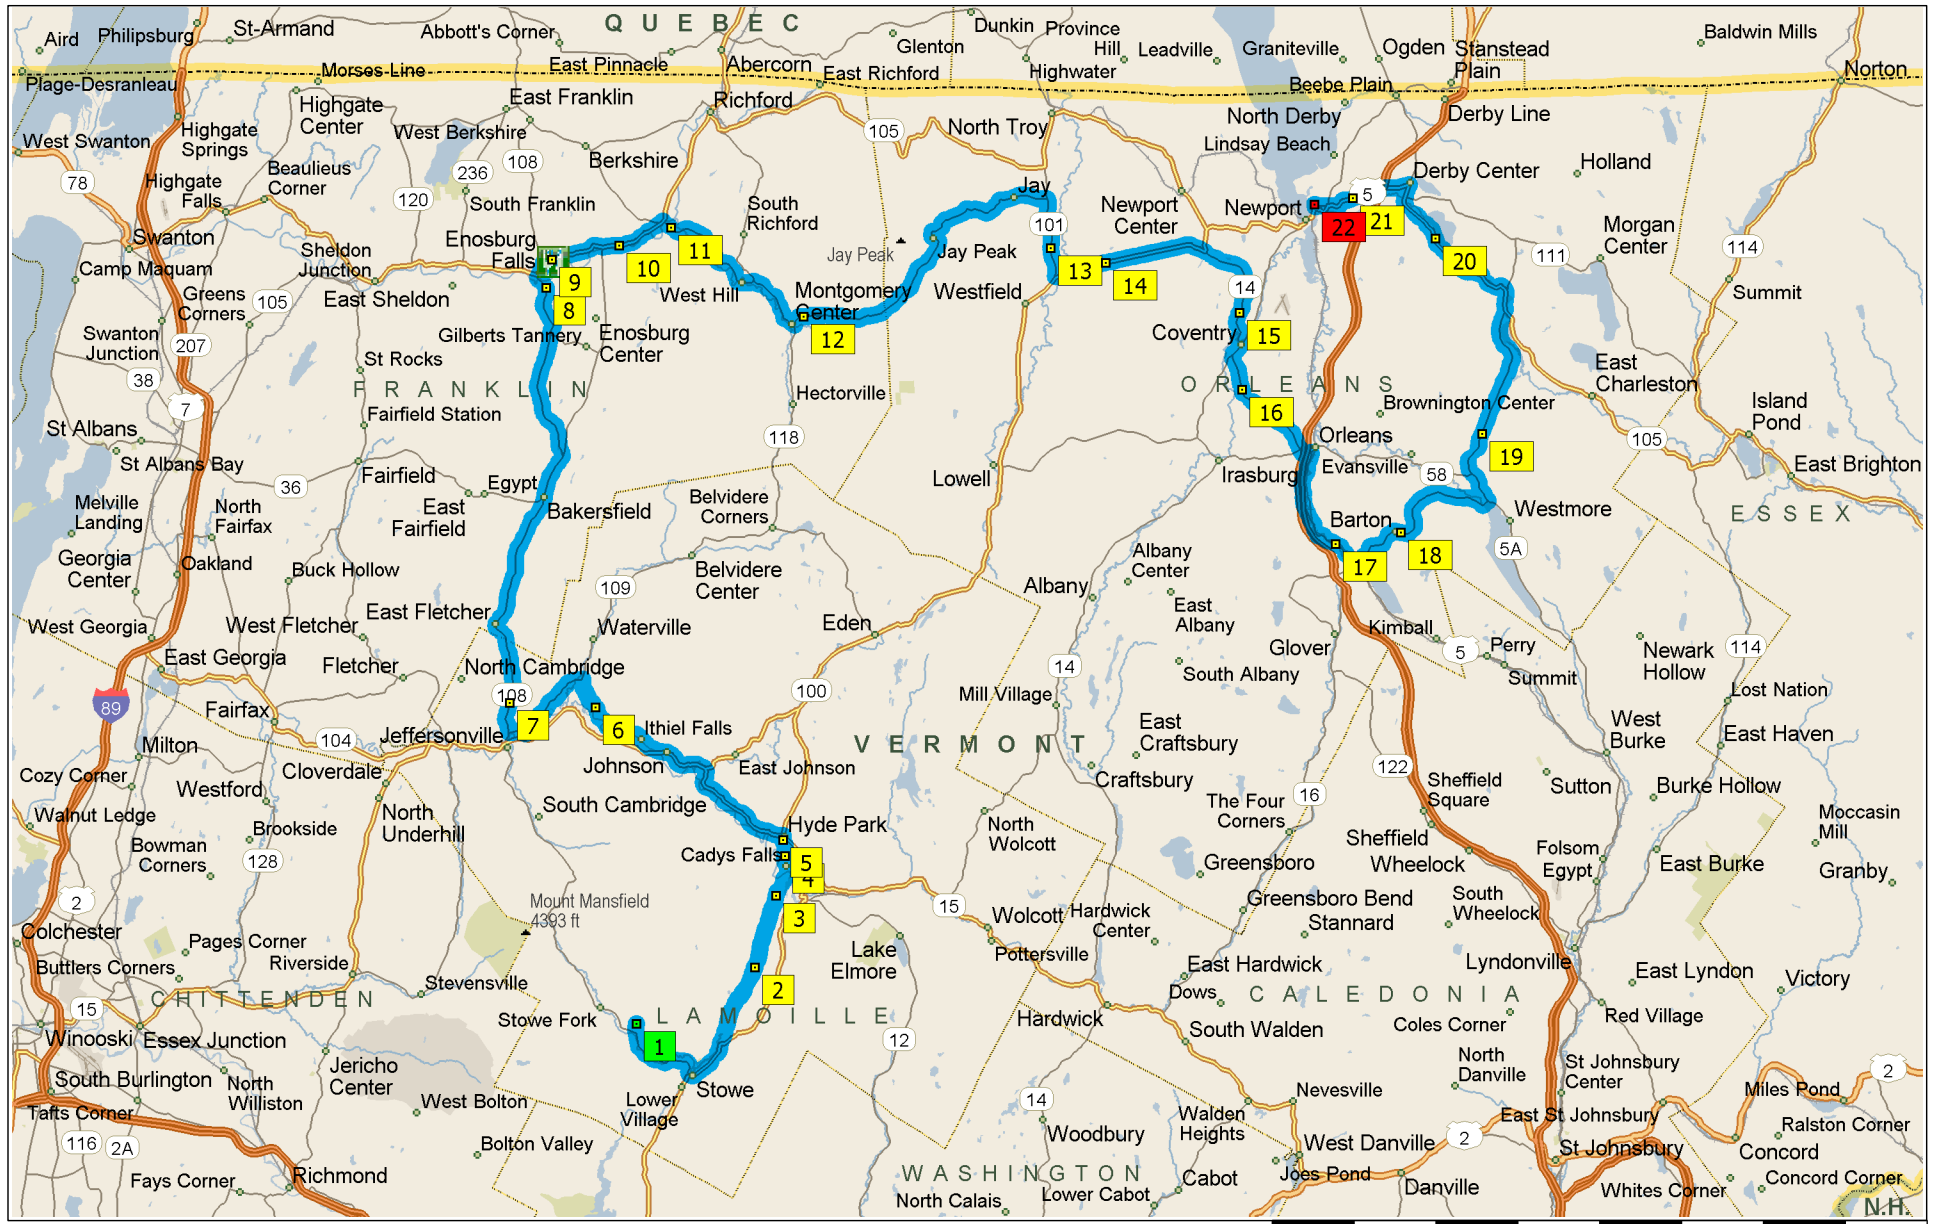 QUEBEC
Aird
Philipsburg
St-Armand
Abbott's Corner
East Pinnacle
Abercorn
Glenton
Dunkin
Province
Hill
Highwater
Leadville
Graniteville
Ogden
Stanstead
Plain
Baldwin Mills
Norton
Plage-Desranleau
Morses Line
East Richford
Beebe Plain
Highgate
Center
East Franklin
Richford
North Troy
North Derby
Derby Line
West Swanton
Highgate
Springs
West Berkshire
Berkshire
105
Lindsay Beach
Holland
78
Highgate
Falls
Beaulieus
Corner
236
108
120
South Franklin
South
Richford
Jay
Derby Center
5
Newport
Newport
Center
101
Morgan
Center
111
114
Swanton
Sheldon
Junction
Enosburg
Falls
Camp Maquam
East Sheldon
Greens
Corners
105
9
8
10
11
West Hill
Jay Peak
Jay Peak
Westfield
13
14
22
21
20
Summit
Swanton
Junction
207
38
7
Gilberts Tannery
Enosburg
Center
Montgomery
Center
12
14
Coventry
15
St Rocks
FRANKLIN
Fairfield Station
Hectorville
ORLEANS
16
Brownington Center
East
Charleston
Island
Pond
St Albans
St Albans Bay
118
Orleans
Evansville
105
19
58
East Brighton
Fairfield
36
Egypt
Lowell
Irasburg
Melville
Landing
North
Fairfax
East
Fairfield
Bakersfield
Belvidere
Corners
Barton
Westmore
ESSEX
5A
17
18
Georgia
Center
Oakland
Buck Hollow
109
Belvidere
Center
Albany
Center
Albany
East
Albany
West Georgia
West Fletcher
East Fletcher
Waterville
Eden
Kimball
Glover
5
Perry
Summit
Newark
Hollow
114
East Georgia
Fletcher
North Cambridge
14
South Albany
89
Fairfax
108
100
Mill Village
Lost Nation
7
6
Ithiel Falls
East
Craftsbury
West
Burke
East Haven
104
Jeffersonville
VERMONT
Milton
Cloverdale
Johnson
East Johnson
Craftsbury
122
Cozy Corner
Westford
Sheffield
Square
Sutton
Burke Hollow
Walnut Ledge
North
Underhill
South Cambridge
The Four
Corners
16
Moccasin
Mill
Brookside
Hyde Park
North
Wolcott
Sheffield
Wheelock
Folsom
Egypt
Bowman
Corners
128
Cadys Falls
5
4
Greensboro
East Burke
Granby
2
Mount Mansfield
4393 ft
3
15
Wolcott
Hardwick
Center
Greensboro Bend
Stannard
South
Wheelock
Colchester
Pages Corner
Riverside
Buttlers Corners
Lake
Elmore
Pottersville
East Hardwick
Lyndonville
East Lyndon
Victory
CHITTENDEN
Stevensville
2
15
Dows
CALEDONIA
Stowe Fork
LAMOILLE
Hardwick
South Walden
Coles Corner
Red Village
Winooski
Essex Junction
1
12
Jericho
Center
North
Danville
St Johnsbury
Center
South Burlington
North
Williston
Stowe
2
Miles Pond
Tafts Corner
West Bolton
Lower
Village
14
Nevesville
Walden
Heights
East St Johnsbury
Ralston Corner
116
2A
Bolton Valley
Woodbury
West Danville
2
St Johnsbury
Concord
Fays Corner
Richmond
WASHINGTON
Cabot
Joes Pond
Danville
Whites Corner
Concord Corner
North Calais
Lower Cabot
N.H.